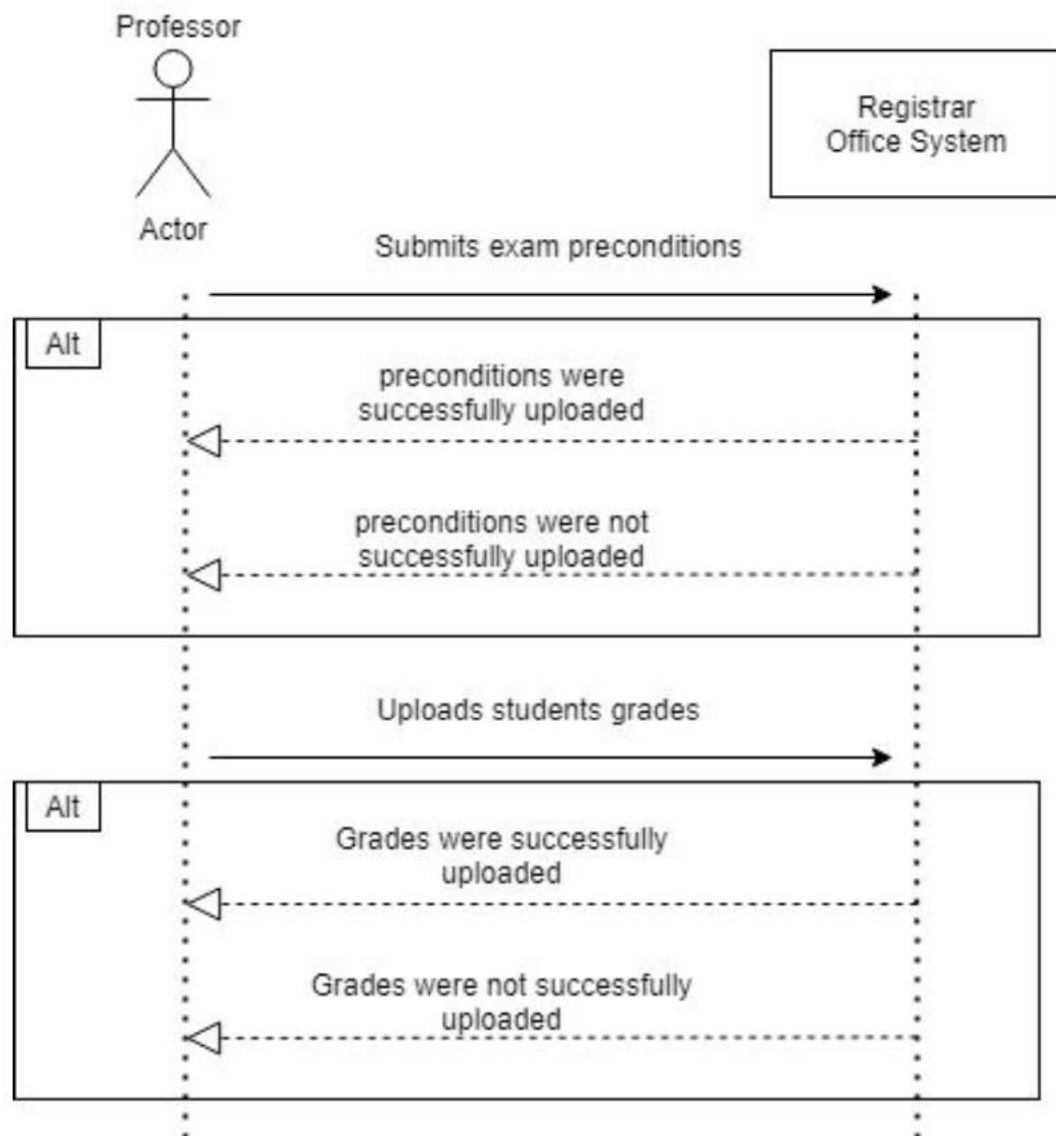 Professor
Registrar
Office System
Actor
Submits exam preconditions
Alt
preconditions were
successfully uploaded
preconditions were not
successfully uploaded
Uploads students grades
Alt
Grades were successfully
uploaded
Grades were not successfully
uploaded